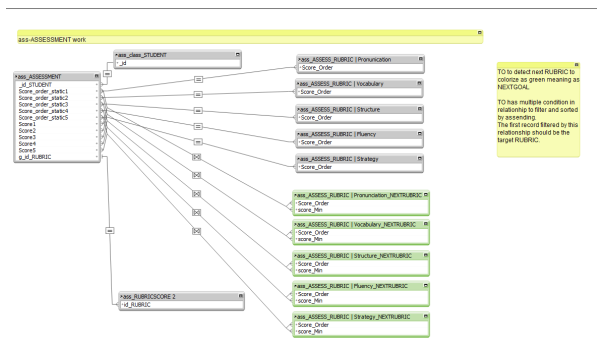 ass-ASSESSMENT work
ass_class_STUDENT
_id
ass_ASSESSMENT
_id_STUDENT
Score_order_static1
Score_order_static2
Score_order_static3
Score_order_static4
Score_order_static5
Score1
Score2
Score3
Score4
Score5
g_id_RUBRIC
ass_ASSESS_RUBRIC | Pronunication
Score_Order
ass_ASSESS_RUBRIC | Vocabulary
Score_Order
ass_ASSESS_RUBRIC | Structure
Score_Order
ass_ASSESS_RUBRIC | Fluency
Score_Order
ass_ASSESS_RUBRIC | Strategy
Score_Order
TO to detect next RUBRIC to
colorize as green meaning as
NEXTGOAL
TO has multiple condition in
relationhip to filter and sorted
by assending.
The first record filtered by this
relationship should be the
target RUBRIC.
ass_ASSESS_RUBRIC | Pronunciation_NEXTRUBRIC
Score_Order
score_Min
ass_ASSESS_RUBRIC | Vocabulary_NEXTRUBRIC
Score_Order
score_Min
ass_ASSESS_RUBRIC | Structure_NEXTRUBRIC
Score_Order
score_Min
ass_ASSESS_RUBRIC | Fluency_NEXTRUBRIC
Score_Order
score_Min
ass_ASSESS_RUBRIC | Strategy_NEXTRUBRIC
Score_Order
score_Min
ass_RUBRICSCORE 2
id_RUBRIC